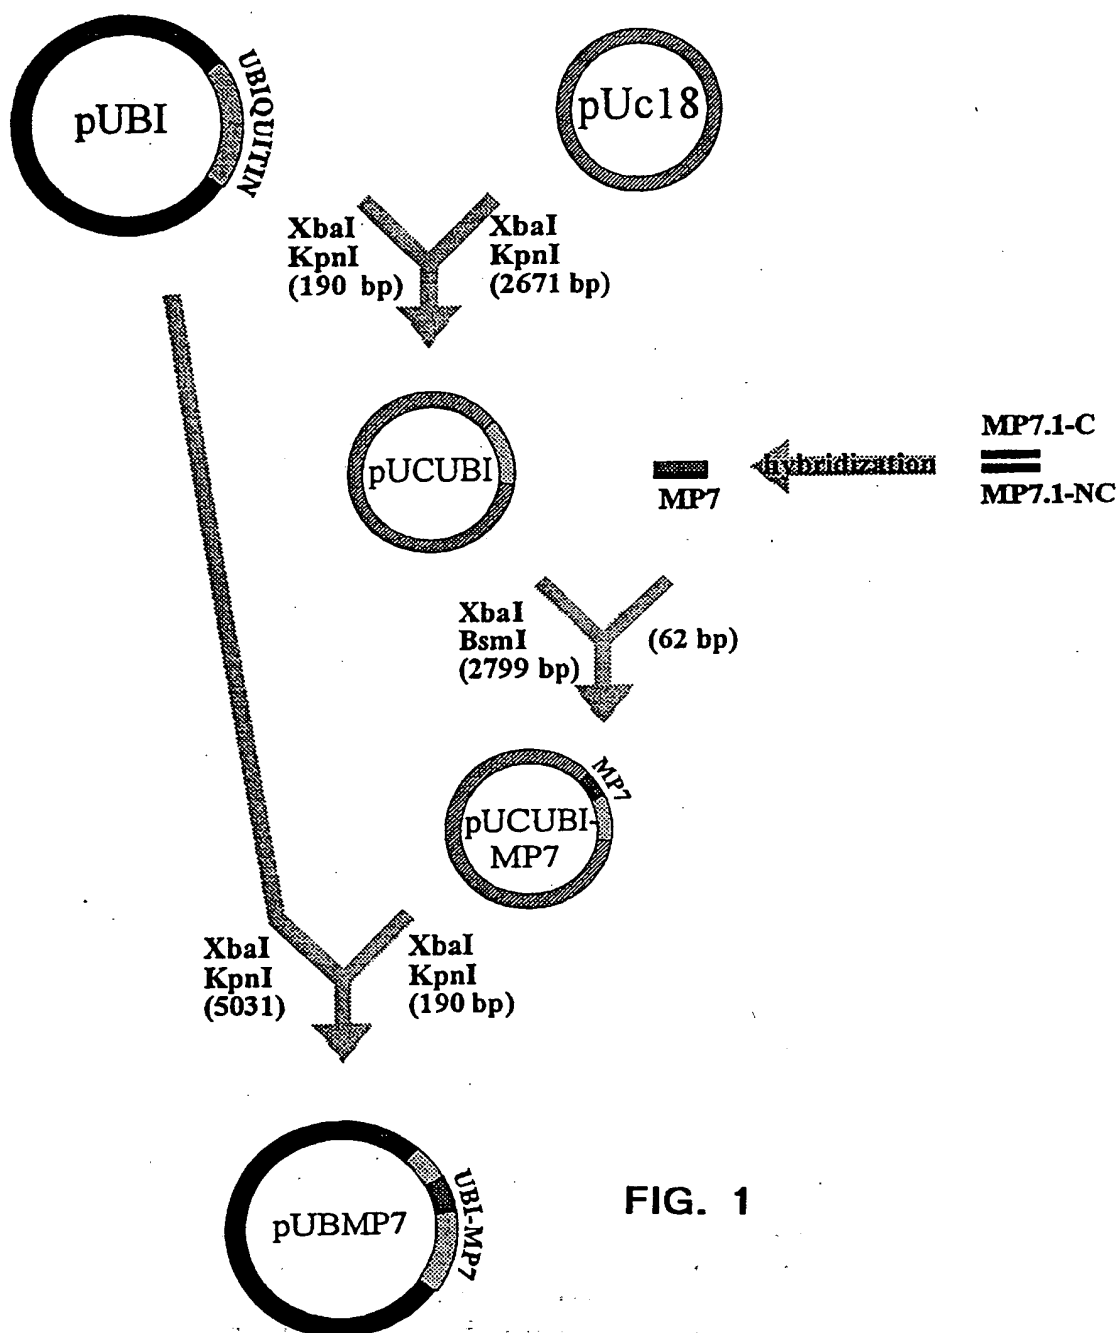 pUBI
UBIQUITIN
pUc18
XbaI
KpnI
(190 bp)
XbaI
KpnI
(2671 bp)
pUCUBI
MP7
hybridization
MP7.1-C
MP7.1-NC
XbaI
BsmI
(2799 bp)
(62 bp)
MP7
pUCUBI-
MP7
XbaI
KpnI
(5031)
XbaI
KpnI
(190 bp)
pUBMP7
UBI-MP7
FIG. 1